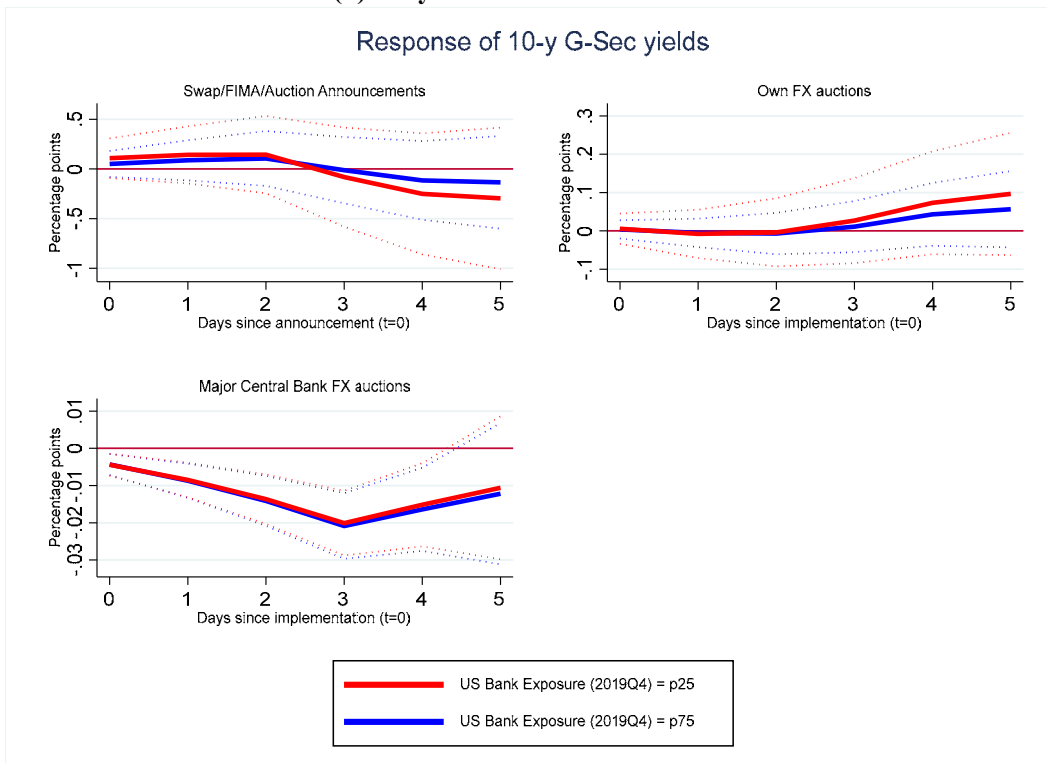 Response of 10-y G-Sec yields
Swap/FIMA/Auction Announcements
Percentage points
.5
0
-.5
-1
0 1 2 3 4 5
Days since announcement (t=0)
Own FX auctions
Percentage points
.3
.2
.1
0
-.1
0 1 2 3 4 5
Days since implementation (t=0)
Major Central Bank FX auctions
Percentage points
.01
0
-.01
-.02
-.03
0 1 2 3 4 5
Days since implementation (t=0)
US Bank Exposure (2019Q4) = p25
US Bank Exposure (2019Q4) = p75